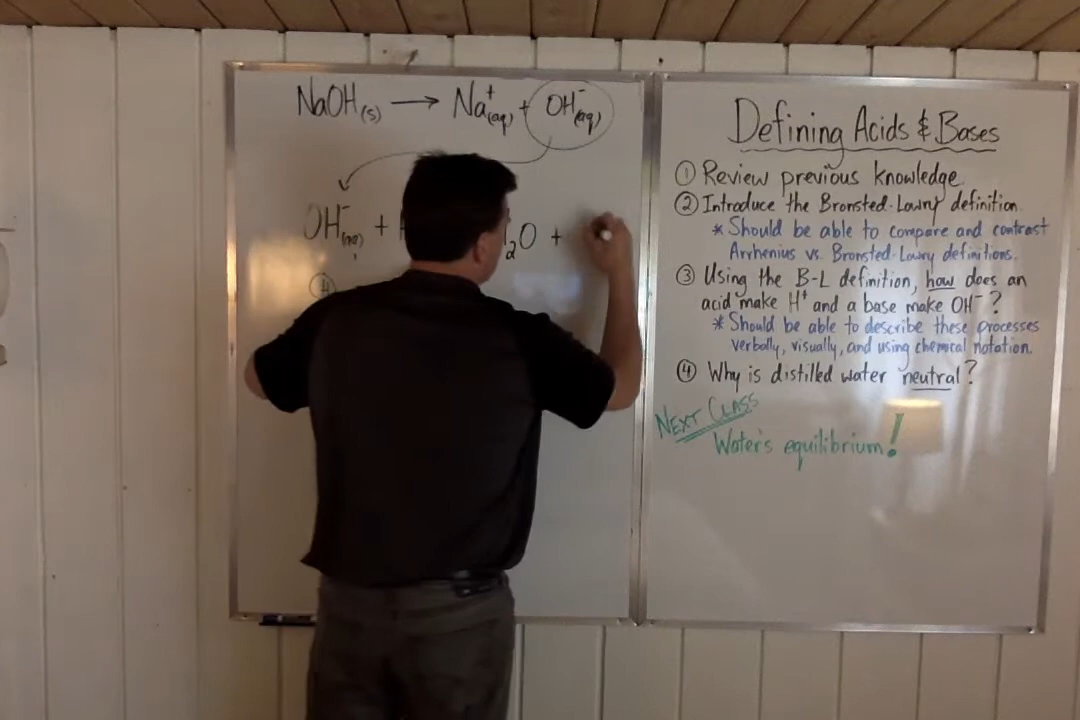 NaOH(s) → Na⁺(aq) + OH⁻(aq)
OH⁻(aq) + H ₂O +
H
Defining Acids & Bases
① Review previous knowledge.
② Introduce the Bronsted-Lowry definition.
* Should be able to compare and contrast
Arrhenius vs. Bronsted-Lowry definitions.
③ Using the B-L definition, how does an
acid make H⁺ and a base make OH⁻?
* Should be able to describe these processes
verbally, visually, and using chemical notation.
④ Why is distilled water neutral?
NEXT CLASS
Water's equilibrium!